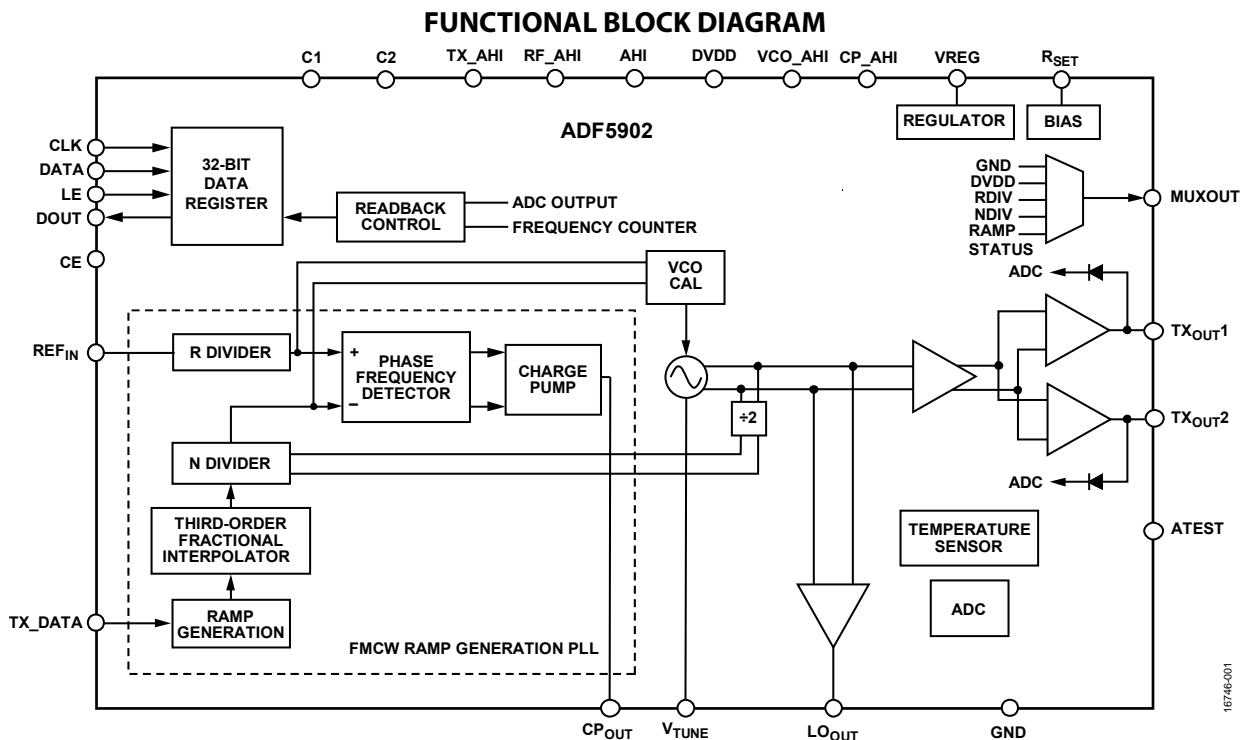 FUNCTIONAL BLOCK DIAGRAM
C1
C2
TX_AHI
RF_AHI
AHI
DVDD
VCO_AHI
CP_AHI
VREG
RSET
ADF5902
REGULATOR
BIAS
CLK
DATA
LE
DOUT
CE
32-BIT
DATA
REGISTER
READBACK
CONTROL
ADC OUTPUT
FREQUENCY COUNTER
GND
DVDD
RDIV
NDIV
RAMP
STATUS
MUXOUT
VCO
CAL
ADC
TXOUT1
REFIN
R DIVIDER
+
–
PHASE
FREQUENCY
DETECTOR
CHARGE
PUMP
÷2
TXOUT2
N DIVIDER
ADC
THIRD-ORDER
FRACTIONAL
INTERPOLATOR
TEMPERATURE
SENSOR
ATEST
ADC
TX_DATA
RAMP
GENERATION
FMCW RAMP GENERATION PLL
CPOUT
VTUNE
LOOUT
GND
16746-001